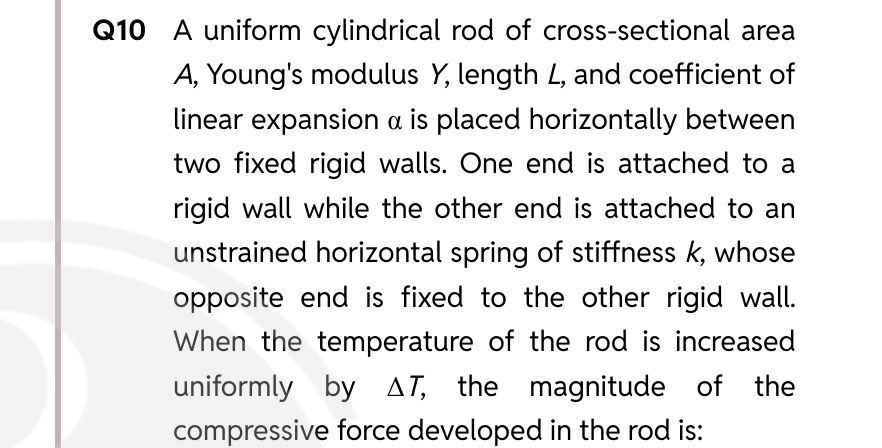 Q10 A uniform cylindrical rod of cross-sectional area
A, Young's modulus Y, length L, and coefficient of
linear expansion α is placed horizontally between
two fixed rigid walls. One end is attached to a
rigid wall while the other end is attached to an
unstrained horizontal spring of stiffness k, whose
opposite end is fixed to the other rigid wall.
When the temperature of the rod is increased
uniformly by ΔT, the magnitude of the
compressive force developed in the rod is: